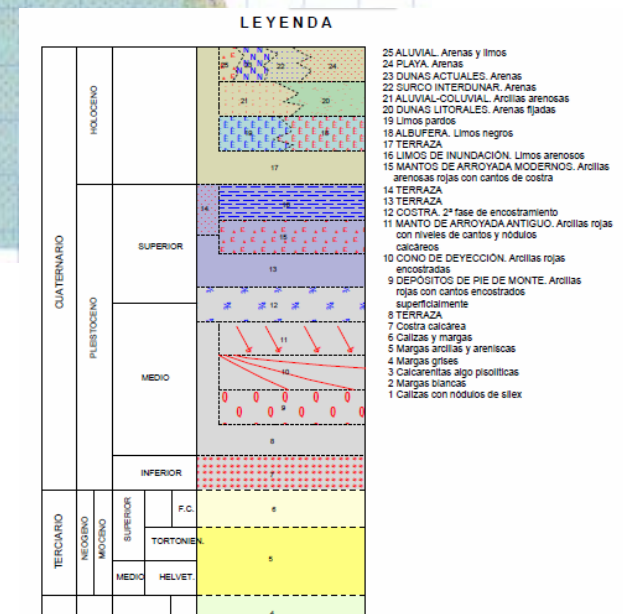 LEYENDA
25 ALUVIAL. Arenas y limos
24 PLAYA. Arenas
23 DUNAS ACTUALES. Arenas
22 SURCO INTERDUNAR. Arenas
21 ALUVIAL-COLUVIAL. Arcillas arenosas
20 DUNAS LITORALES. Arenas fijadas
19 Limos pardos
18 ALBUFERA. Limos negros
17 TERRAZA
16 LIMOS DE INUNDACIÓN. Limos arenosos
15 MANTOS DE ARROYADA MODERNOS. Arcillas
arenosas rojas con cantos de costra
14 TERRAZA
13 TERRAZA
12 COSTRA. 2ª fase de encostramiento
11 MANTO DE ARROYADA ANTIGUO. Arcillas rojas
con niveles de cantos y nódulos
calcáreos
10 CONO DE DEYECCIÓN. Arcillas rojas
encostradas
9 DEPÓSITOS DE PIE DE MONTE. Arcillas
rojas con cantos encostrados
superficialmente
8 TERRAZA
7 Costra calcárea
6 Calizas y margas
5 Margas arcillas y areniscas
4 Margas grises
3 Calcarenitas algo pisolíticas
2 Margas blancas
1 Calizas con nódulos de sílex
CUATERNARIO
HOLOCENO
PLEISTOCENO
SUPERIOR
MEDIO
INFERIOR
TERCIARIO
NEOGENO
MIOCENO
SUPERIOR
F.C.
TORTONIEN.
MEDIO
HELVET.
22
24
21
20
18
17
14
15
13
12
11
10
9
8
7
6
5
4